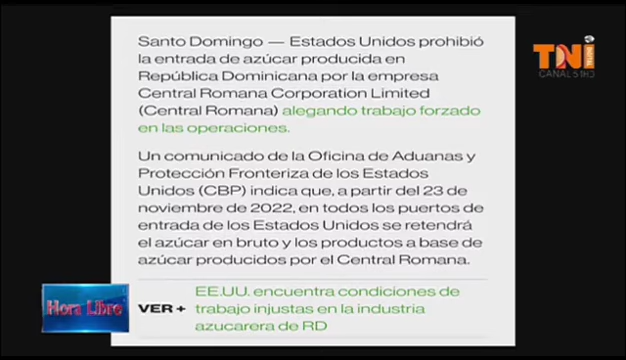 Santo Domingo — Estados Unidos prohibió
la entrada de azúcar producida en
República Dominicana por la empresa
Central Romana Corporation Limited
(Central Romana) alegando trabajo forzado
en las operaciones.
Un comunicado de la Oficina de Aduanas y
Protección Fronteriza de los Estados
Unidos (CBP) indica que, a partir del 23 de
noviembre de 2022, en todos los puertos de
entrada de los Estados Unidos se retendrá
el azúcar en bruto y los productos a base de
azúcar producidos por el Central Romana.
VER +
EE.UU. encuentra condiciones de
trabajo injustas en la industria
azucarera de RD
TNi
CANAL 51
Hora Libre